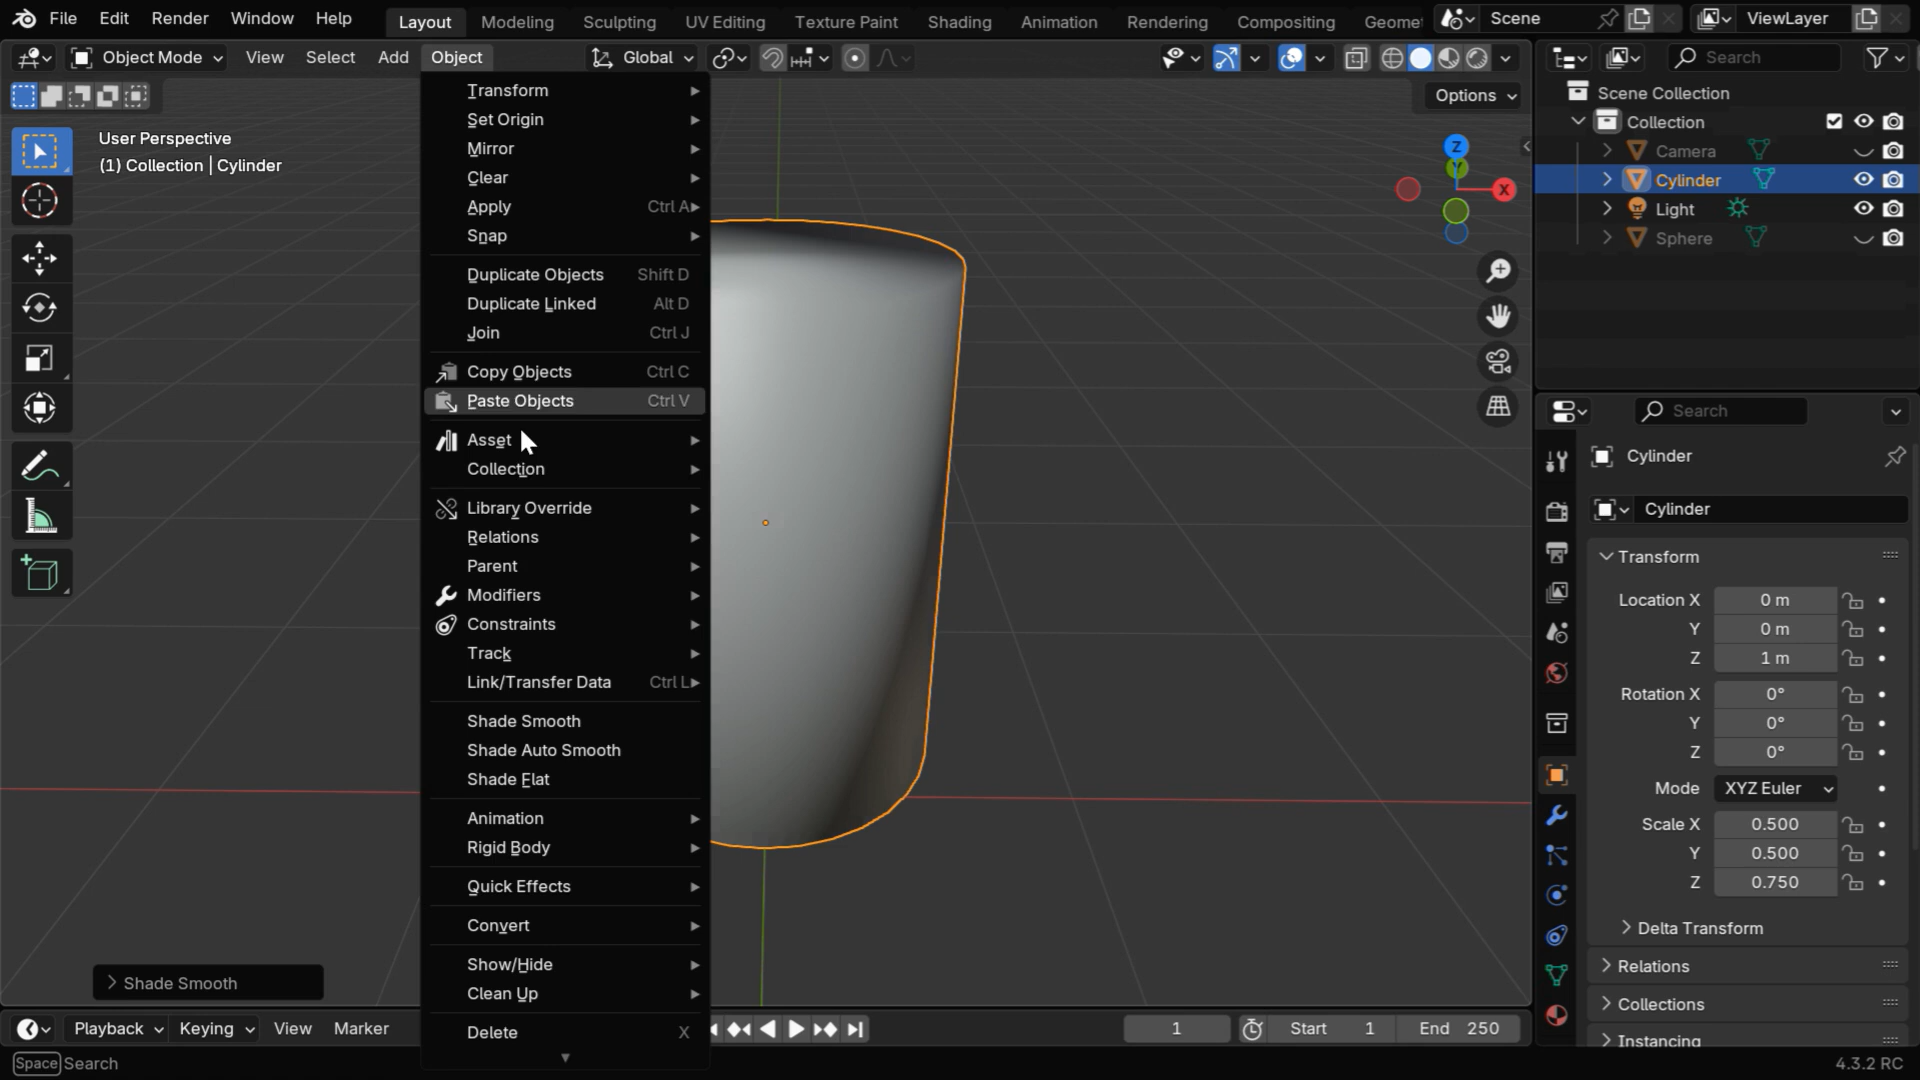 File Edit Render Window Help Layout Modeling Sculpting UV Editing Texture Paint Shading Animation Rendering Compositing Geomet Scene ViewLayer
Object Mode View Select Add Object Global Search
Options
User Perspective
(1) Collection | Cylinder
Transform
Set Origin
Mirror
Clear
Apply Ctrl A
Snap
Duplicate Objects Shift D
Duplicate Linked Alt D
Join Ctrl J
Copy Objects Ctrl C
Paste Objects Ctrl V
Asset
Collection
Library Override
Relations
Parent
Modifiers
Constraints
Track
Link/Transfer Data Ctrl L
Shade Smooth
Shade Auto Smooth
Shade Flat
Animation
Rigid Body
Quick Effects
Convert
Show/Hide
Clean Up
Delete X
Z
Y
X
Scene Collection
Collection
Camera
Cylinder
Light
Sphere
Search
Cylinder
Cylinder
Transform
Location X 0 m
Y 0 m
Z 1 m
Rotation X 0°
Y 0°
Z 0°
Mode XYZ Euler
Scale X 0.500
Y 0.500
Z 0.750
Delta Transform
Relations
Collections
Instancing
Shade Smooth
Playback Keying View Marker 1 Start 1 End 250
Space Search 4.3.2 RC